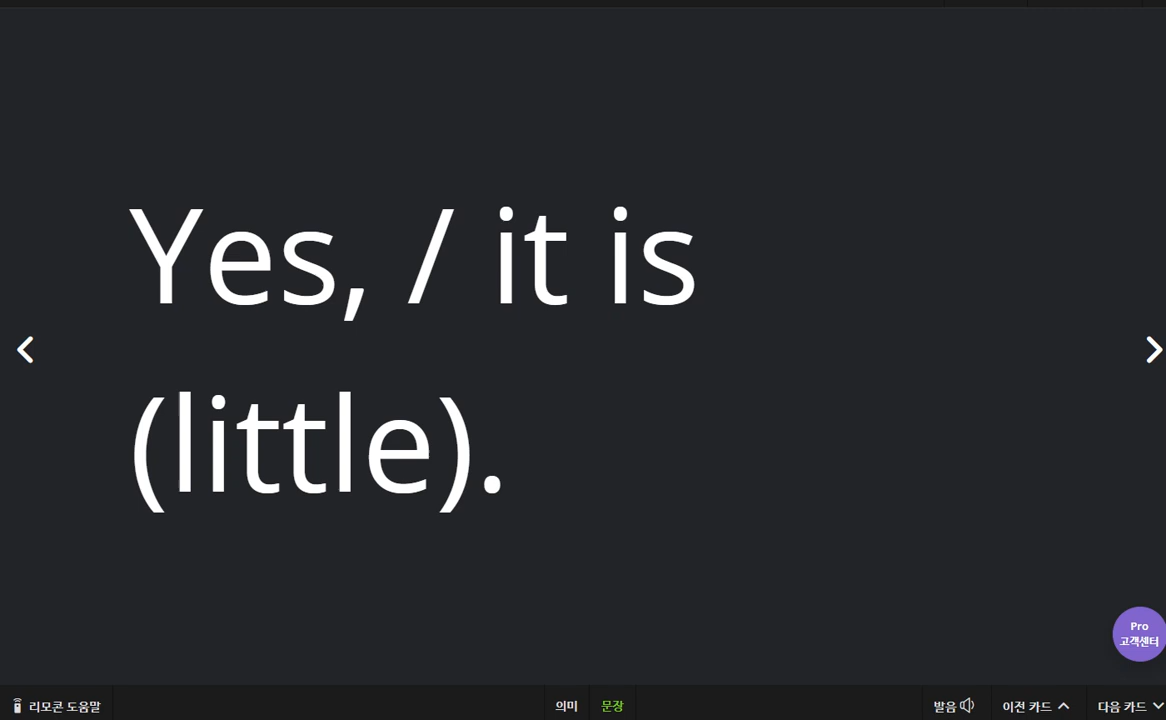 Yes, / it is
(little).
Pro
고객센터
리모콘 도움말
의미
문장
발음
이전 카드
다음 카드